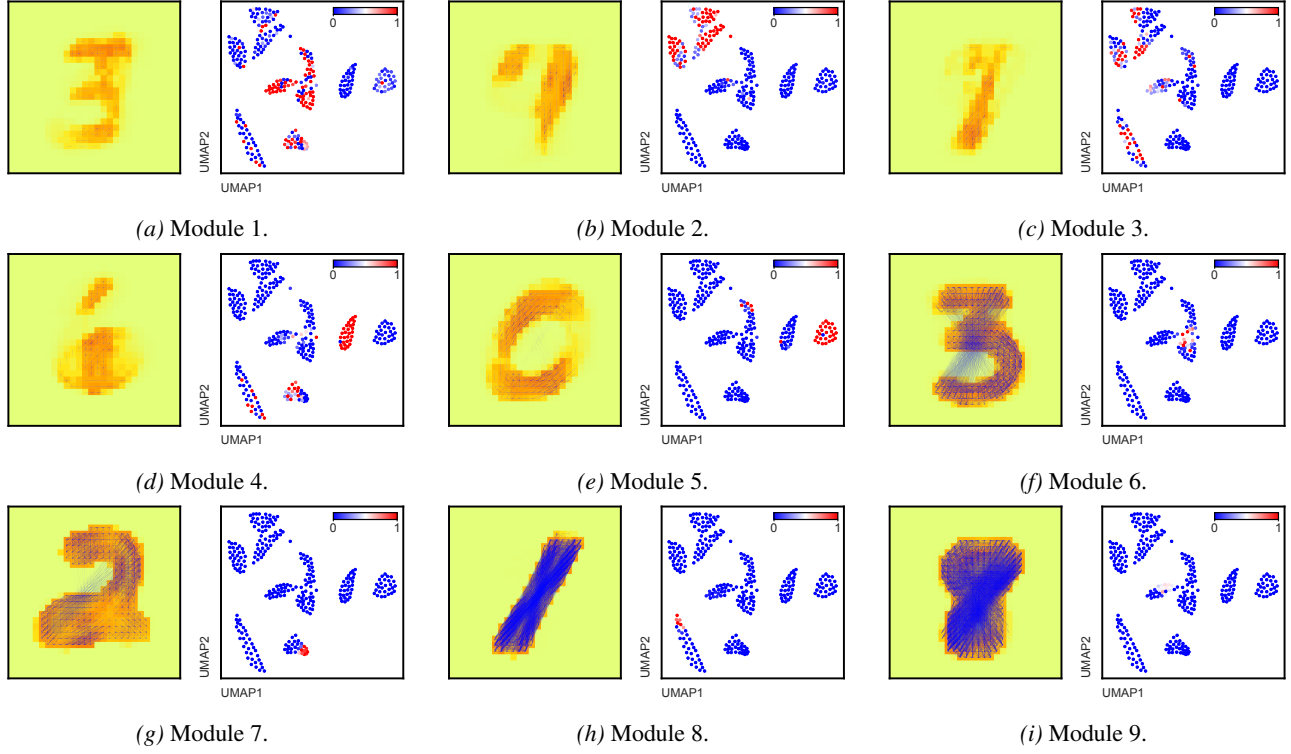 0 1
UMAP2
UMAP1
0 1
UMAP2
UMAP1
0 1
UMAP2
UMAP1
(a) Module 1.
(b) Module 2.
(c) Module 3.
0 1
UMAP2
UMAP1
0 1
UMAP2
UMAP1
0 1
UMAP2
UMAP1
(d) Module 4.
(e) Module 5.
(f) Module 6.
0 1
UMAP2
UMAP1
0 1
UMAP2
UMAP1
0 1
UMAP2
UMAP1
(g) Module 7.
(h) Module 8.
(i) Module 9.